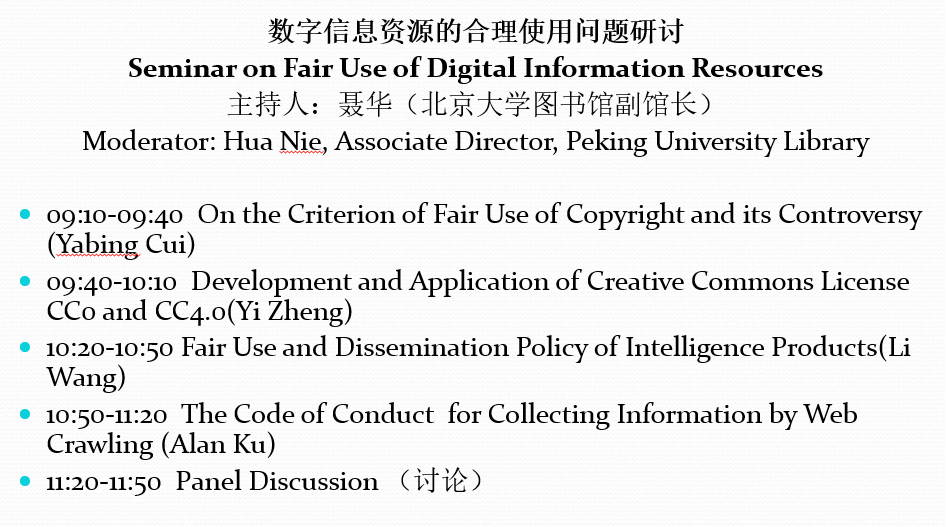 数字信息资源的合理使用问题研讨
Seminar on Fair Use of Digital Information Resources
主持人：聂华（北京大学图书馆副馆长）
Moderator: Hua Nie, Associate Director, Peking University Library
• 09:10-09:40  On the Criterion of Fair Use of Copyright and its Controversy
(Yabing Cui)
• 09:40-10:10  Development and Application of Creative Commons License
CC0 and CC4.0(Yi Zheng)
• 10:20-10:50 Fair Use and Dissemination Policy of Intelligence Products(Li
Wang)
• 10:50-11:20  The Code of Conduct  for Collecting Information by Web
Crawling (Alan Ku)
• 11:20-11:50  Panel Discussion （讨论）